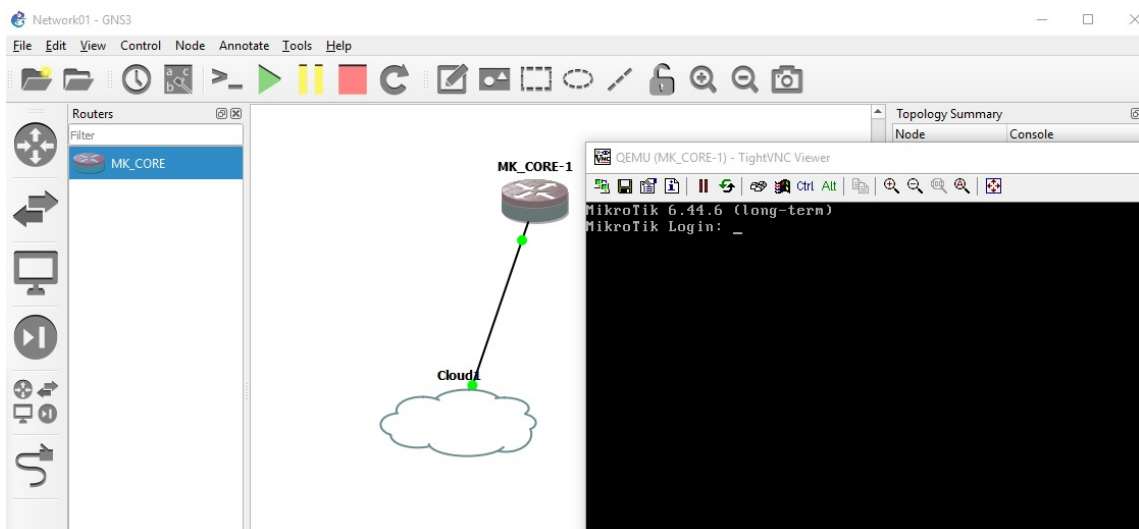 Network01 - GNS3
File Edit View Control Node Annotate Tools Help
Routers
Filter
MK_CORE
MK_CORE-1
Cloud1
Topology Summary
Node Console
QEMU (MK_CORE-1) - TightVNC Viewer
Ctrl Alt
MikroTik 6.44.6 (long-term)
MikroTik Login: _